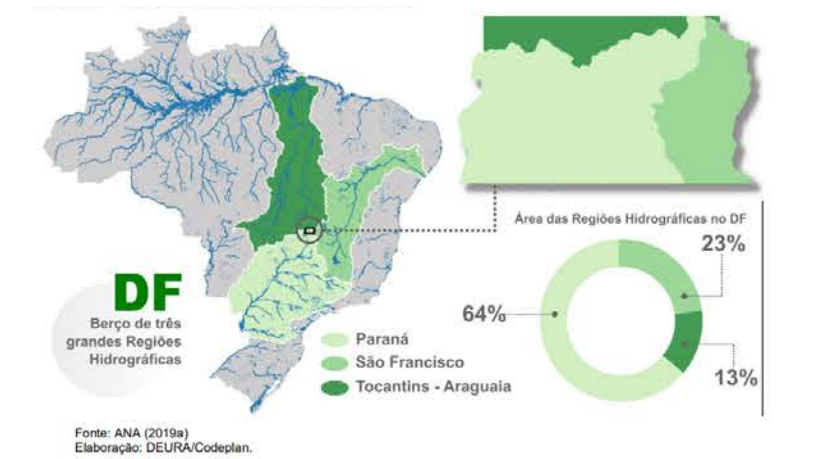 DF
Berço de três
grandes Regiões
Hidrográficas
Paraná
São Francisco
Tocantins - Araguaia
Área das Regiões Hidrográficas no DF
23%
64%
13%
Fonte: ANA (2019a)
Elaboração: DEURA/Codeplan.